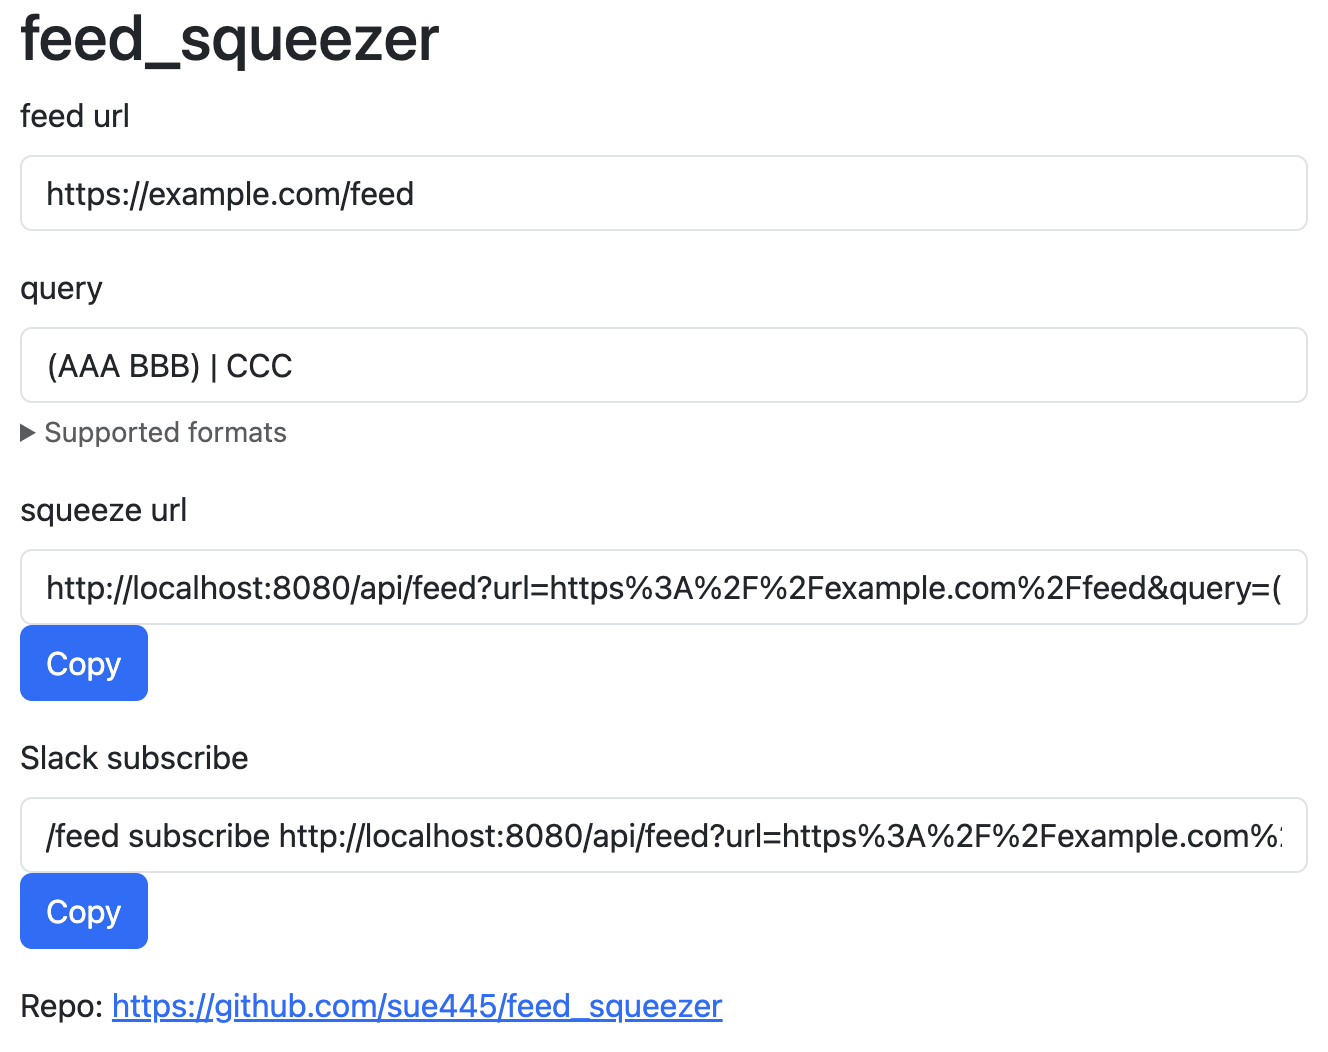 feed_squeezer
feed url
https://example.com/feed
query
(AAA BBB) | CCC
▶ Supported formats
squeeze url
http://localhost:8080/api/feed?url=https%3A%2F%2Fexample.com%2Ffeed&query=(
Copy
Slack subscribe
/feed subscribe http://localhost:8080/api/feed?url=https%3A%2F%2Fexample.com%2
Copy
Repo: https://github.com/sue445/feed_squeezer